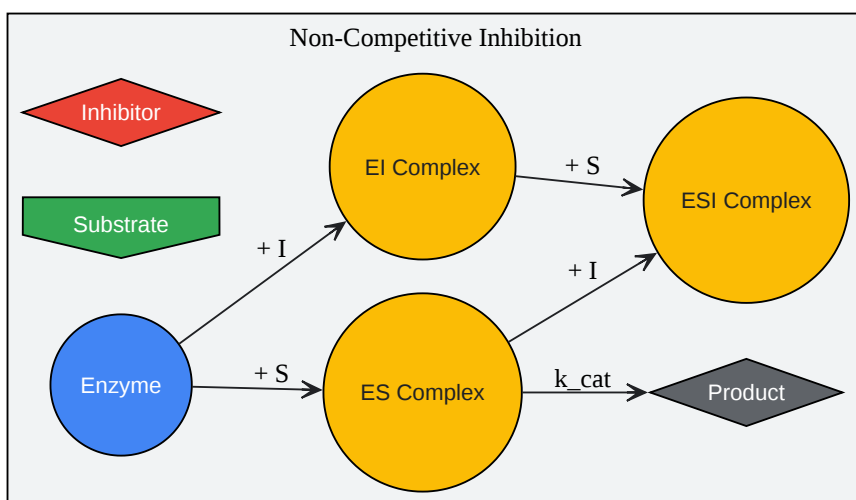 Non-Competitive Inhibition
Inhibitor
EI Complex
+ S
ESI Complex
Substrate
+ I
+ I
Enzyme
+ S
ES Complex
k_cat
Product